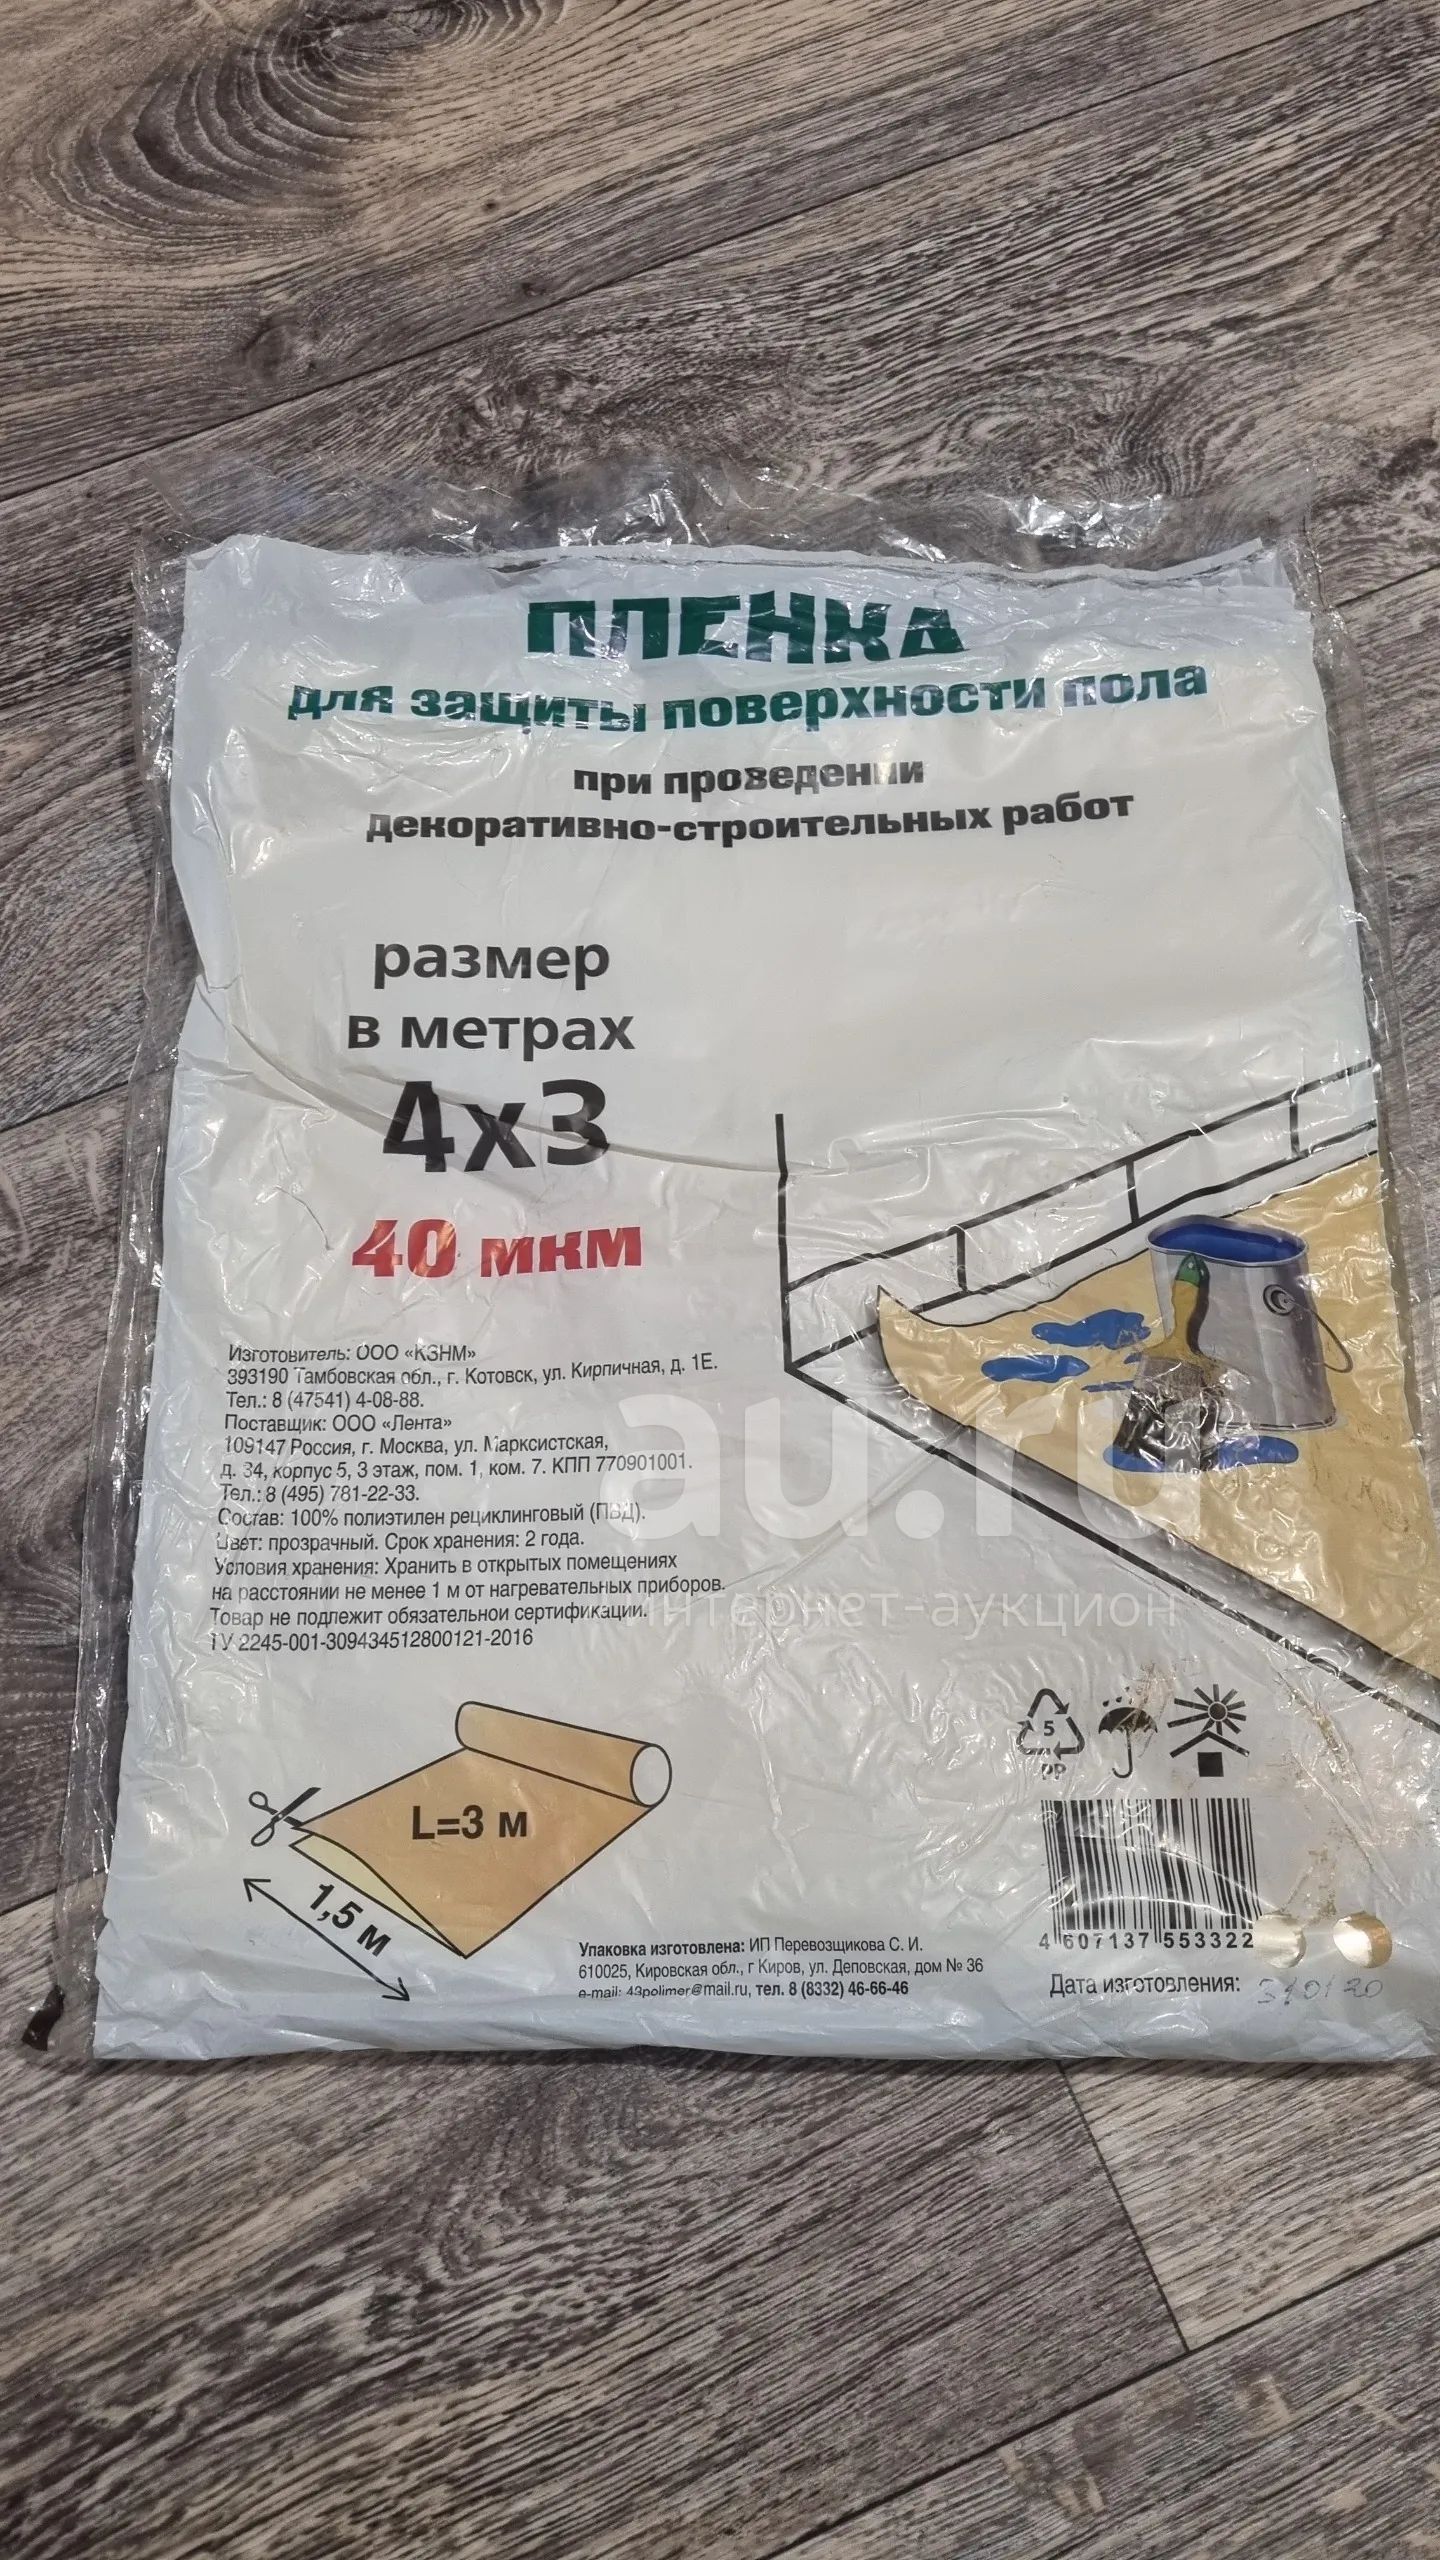 ПЛЕНКА
для защиты поверхности пола
при проведении
декоративно-строительных работ
размер
в метрах
4х3
40 мкм
Изготовитель: ООО «KЗНМ»
393190 Тамбовская обл., г. Котовск, ул. Кирпичная, д. 1Е.
Тел.: 8 (47541) 4-08-88.
Поставщик: ООО «Лента»
109147 Россия, г. Москва, ул. Марксистская,
д. 34, корпус 5, 3 этаж, пом. 1, ком. 7. КПП 770901001.
Тел.: 8 (495) 781-22-33.
Состав: 100% полиэтилен рециклинговый (ПВД).
Цвет: прозрачный. Срок хранения: 2 года.
Условия хранения: Хранить в открытых помещениях
на расстоянии не менее 1 м от нагревательных приборов.
Товар не подлежит обязательной сертификации.
ТУ 2245-001-309434512800121-2016
au.ru
интернет-аукцион
L=3 м
1,5 м
5
PP
4 607137 553322
Упаковка изготовлена: ИП Перевозщикова С. И.
610025, Кировская обл., г Киров, ул. Деповская, дом № 36
e-mail: 43polimer@mail.ru, тел. 8 (8332) 46-66-46
Дата изготовления: